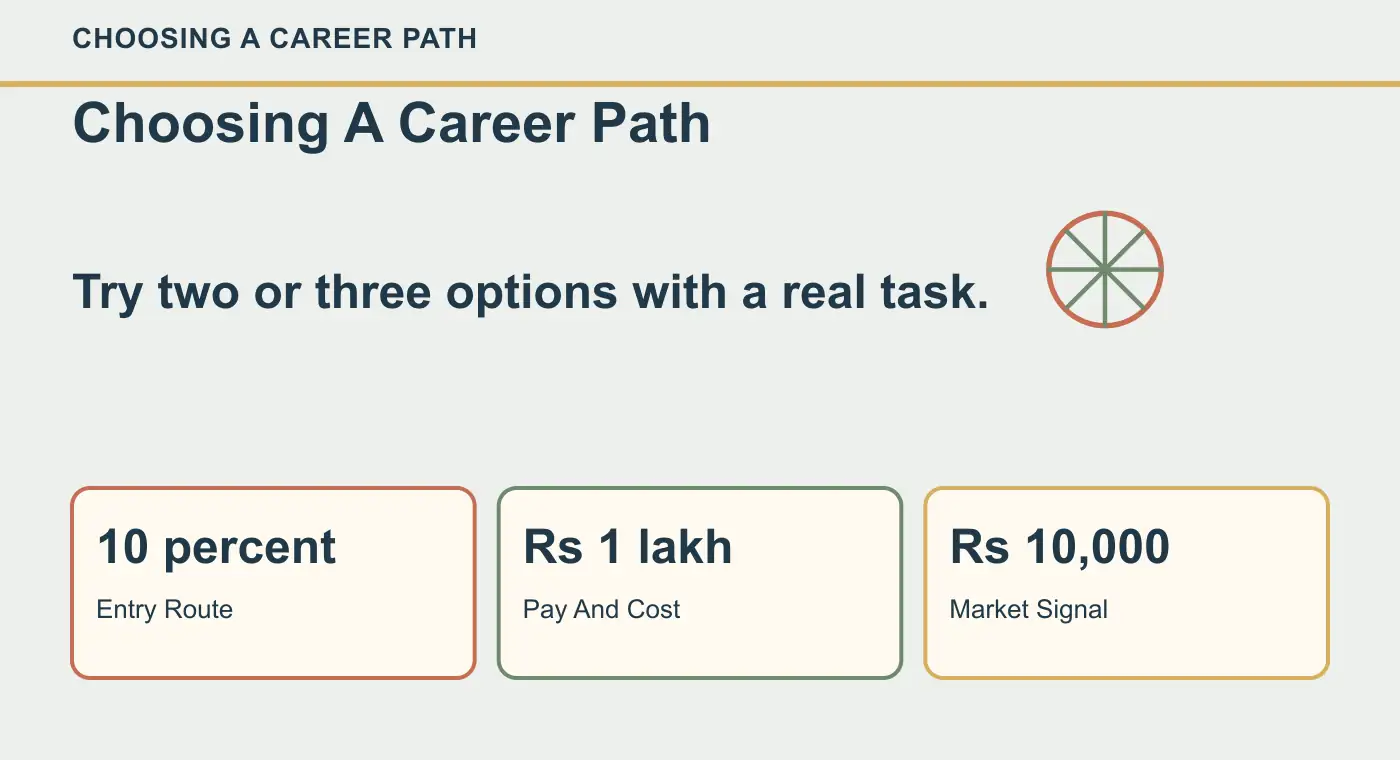 CHOOSING A CAREER PATH
Choosing A Career Path
Try two or three options with a real task.
10 percent
Entry Route
Rs 1 lakh
Pay And Cost
Rs 10,000
Market Signal